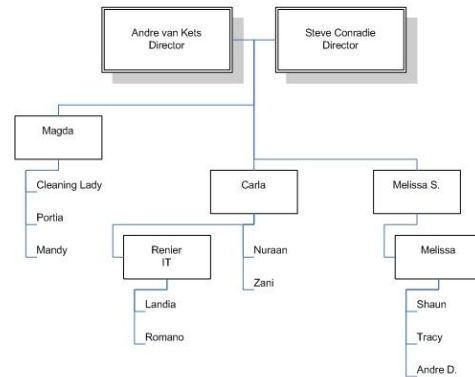 Andre van Kets
Director
Steve Conradie
Director
Magda
Cleaning Lady
Portia
Mandy
Carla
Renier
IT
Landia
Romano
Nuraan
Zani
Melissa S.
Melissa
Shaun
Tracy
Andre D.